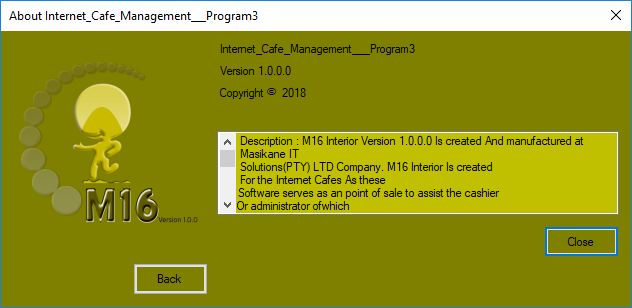 About Internet_Cafe_Management___Program3
Internet_Cafe_Management___Program3
Version 1.0.0.0
Copyright © 2018
Description : M16 Interior Version 1.0.0.0 Is created And manufactured at
Masikane IT
Solutions(PTY) LTD Company. M16 Interior Is created
For the Internet Cafes As these
Software serves as an point of sale to assist the cashier
Or administrator ofwhich
M16
Version 1.0.0
Close
Back